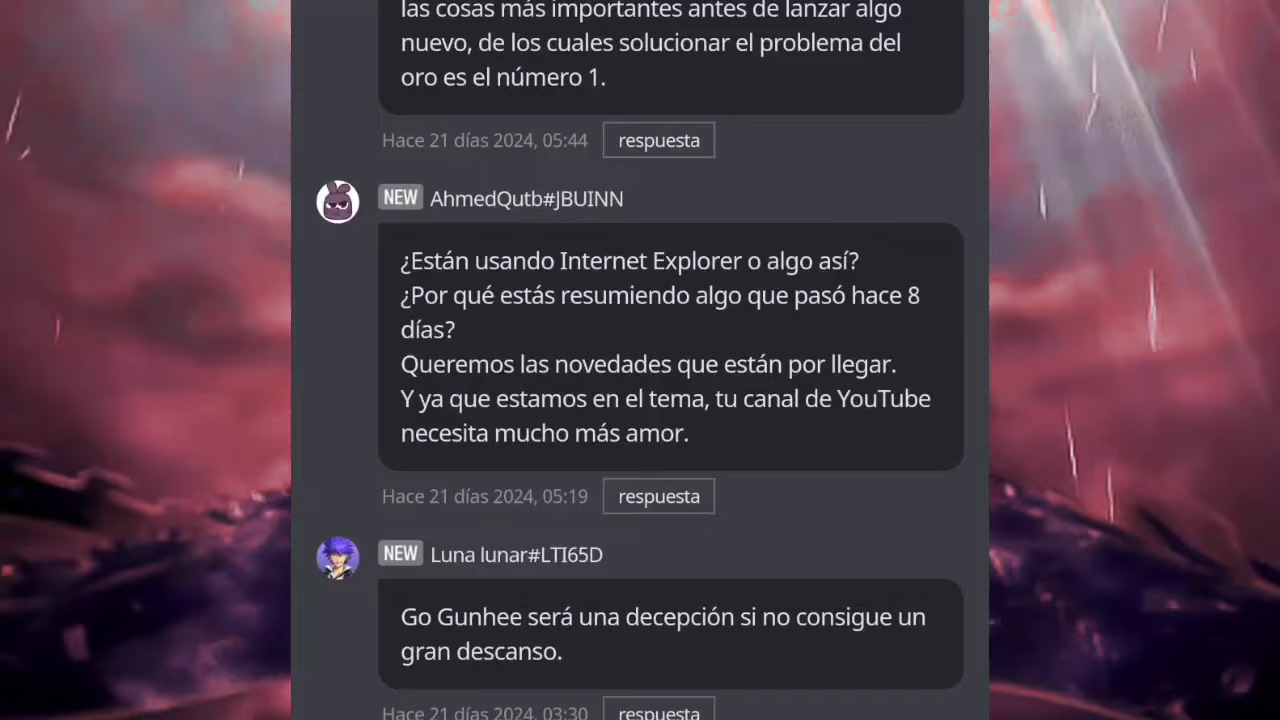 las cosas más importantes antes de lanzar algo
nuevo, de los cuales solucionar el problema del
oro es el número 1.
Hace 21 días 2024, 05:44 respuesta
NEW AhmedQutb#JBUINN
¿Están usando Internet Explorer o algo así?
¿Por qué estás resumiendo algo que pasó hace 8
días?
Queremos las novedades que están por llegar.
Y ya que estamos en el tema, tu canal de YouTube
necesita mucho más amor.
Hace 21 días 2024, 05:19 respuesta
NEW Luna lunar#LTI65D
Go Gunhee será una decepción si no consigue un
gran descanso.
Hace 21 días 2024, 03:30 respuesta